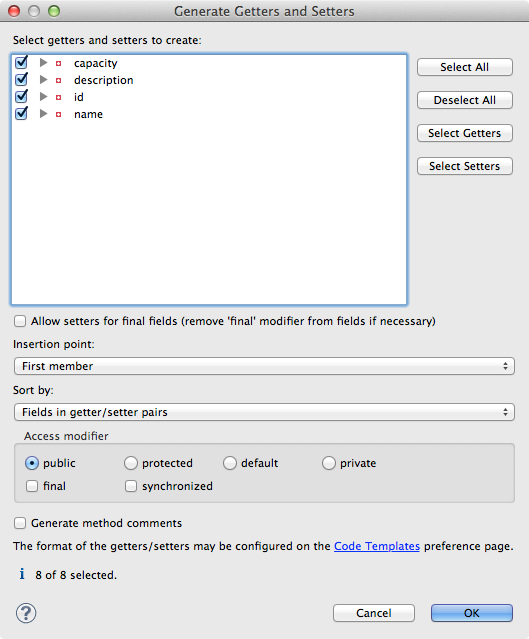 Generate Getters and Setters
Select getters and setters to create:
capacity
description
id
name
Select All
Deselect All
Select Getters
Select Setters
Allow setters for final fields (remove 'final' modifier from fields if necessary)
Insertion point:
First member
Sort by:
Fields in getter/setter pairs
Access modifier
public protected default private
final synchronized
Generate method comments
The format of the getters/setters may be configured on the Code Templates preference page.
i 8 of 8 selected.
? Cancel OK